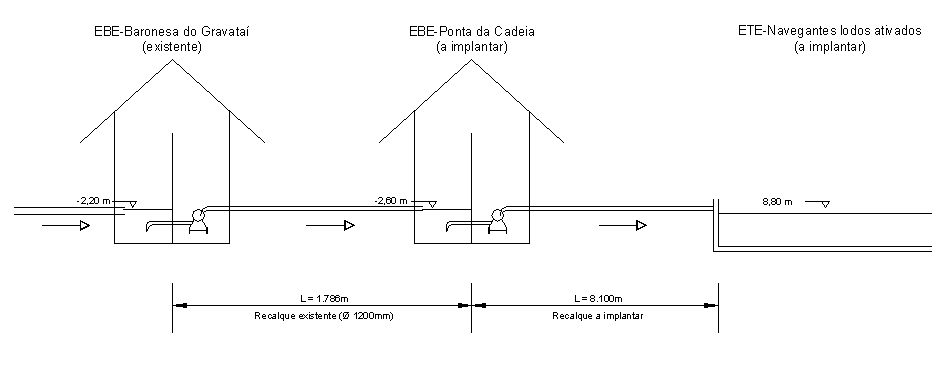 EBE-Baronesa do Gravataí
(existente)
EBE-Ponta da Cadeia
(a implantar)
ETE-Navegantes lodos ativados
(a implantar)
-2,20 m
-2,60 m
8,80 m
L = 1.786m
Recalque existente (Ø 1200mm)
L = 8.100m
Recalque a implantar